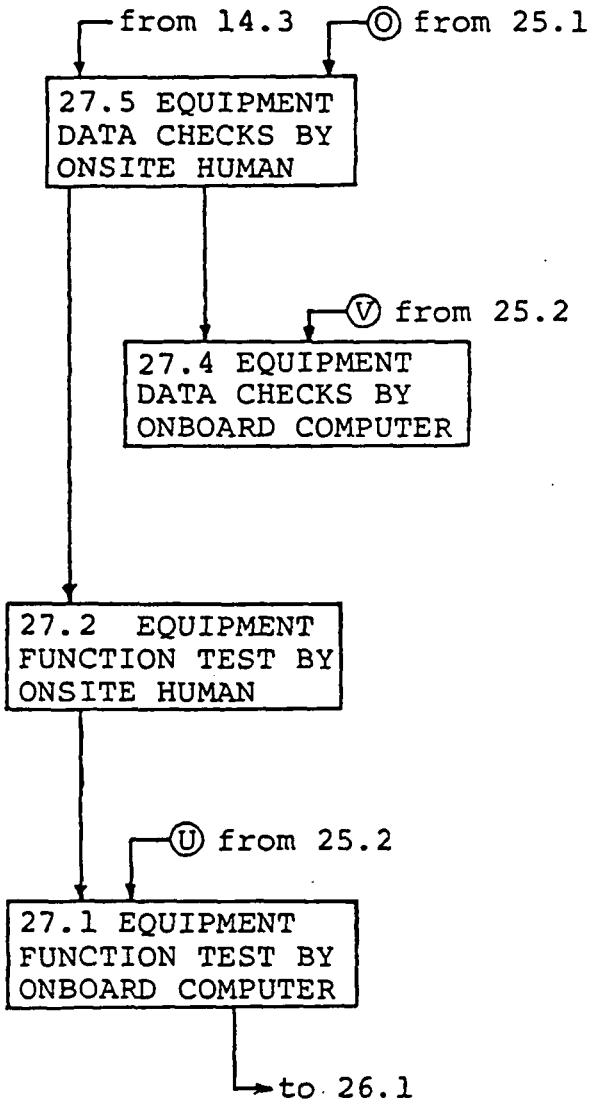 from 14.3
O from 25.1
27.5 EQUIPMENT
DATA CHECKS BY
ONSITE HUMAN
V from 25.2
27.4 EQUIPMENT
DATA CHECKS BY
ONBOARD COMPUTER
27.2 EQUIPMENT
FUNCTION TEST BY
ONSITE HUMAN
U from 25.2
27.1 EQUIPMENT
FUNCTION TEST BY
ONBOARD COMPUTER
to 26.1